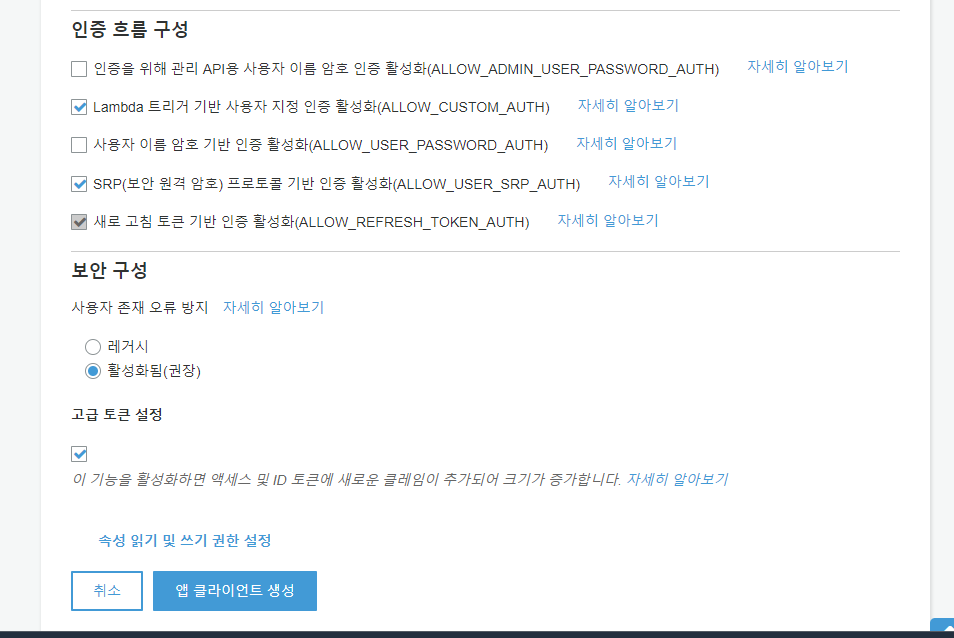 인증 흐름 구성
인증을 위해 관리 API용 사용자 이름 암호 인증 활성화(ALLOW_ADMIN_USER_PASSWORD_AUTH) 자세히 알아보기
Lambda 트리거 기반 사용자 지정 인증 활성화(ALLOW_CUSTOM_AUTH) 자세히 알아보기
사용자 이름 암호 기반 인증 활성화(ALLOW_USER_PASSWORD_AUTH) 자세히 알아보기
SRP(보안 원격 암호) 프로토콜 기반 인증 활성화(ALLOW_USER_SRP_AUTH) 자세히 알아보기
새로 고침 토큰 기반 인증 활성화(ALLOW_REFRESH_TOKEN_AUTH) 자세히 알아보기
보안 구성
사용자 존재 오류 방지 자세히 알아보기
레거시
활성화됨(권장)
고급 토큰 설정
이 기능을 활성화하면 액세스 및 ID 토큰에 새로운 클레임이 추가되어 크기가 증가합니다. 자세히 알아보기
속성 읽기 및 쓰기 권한 설정
취소 앱 클라이언트 생성